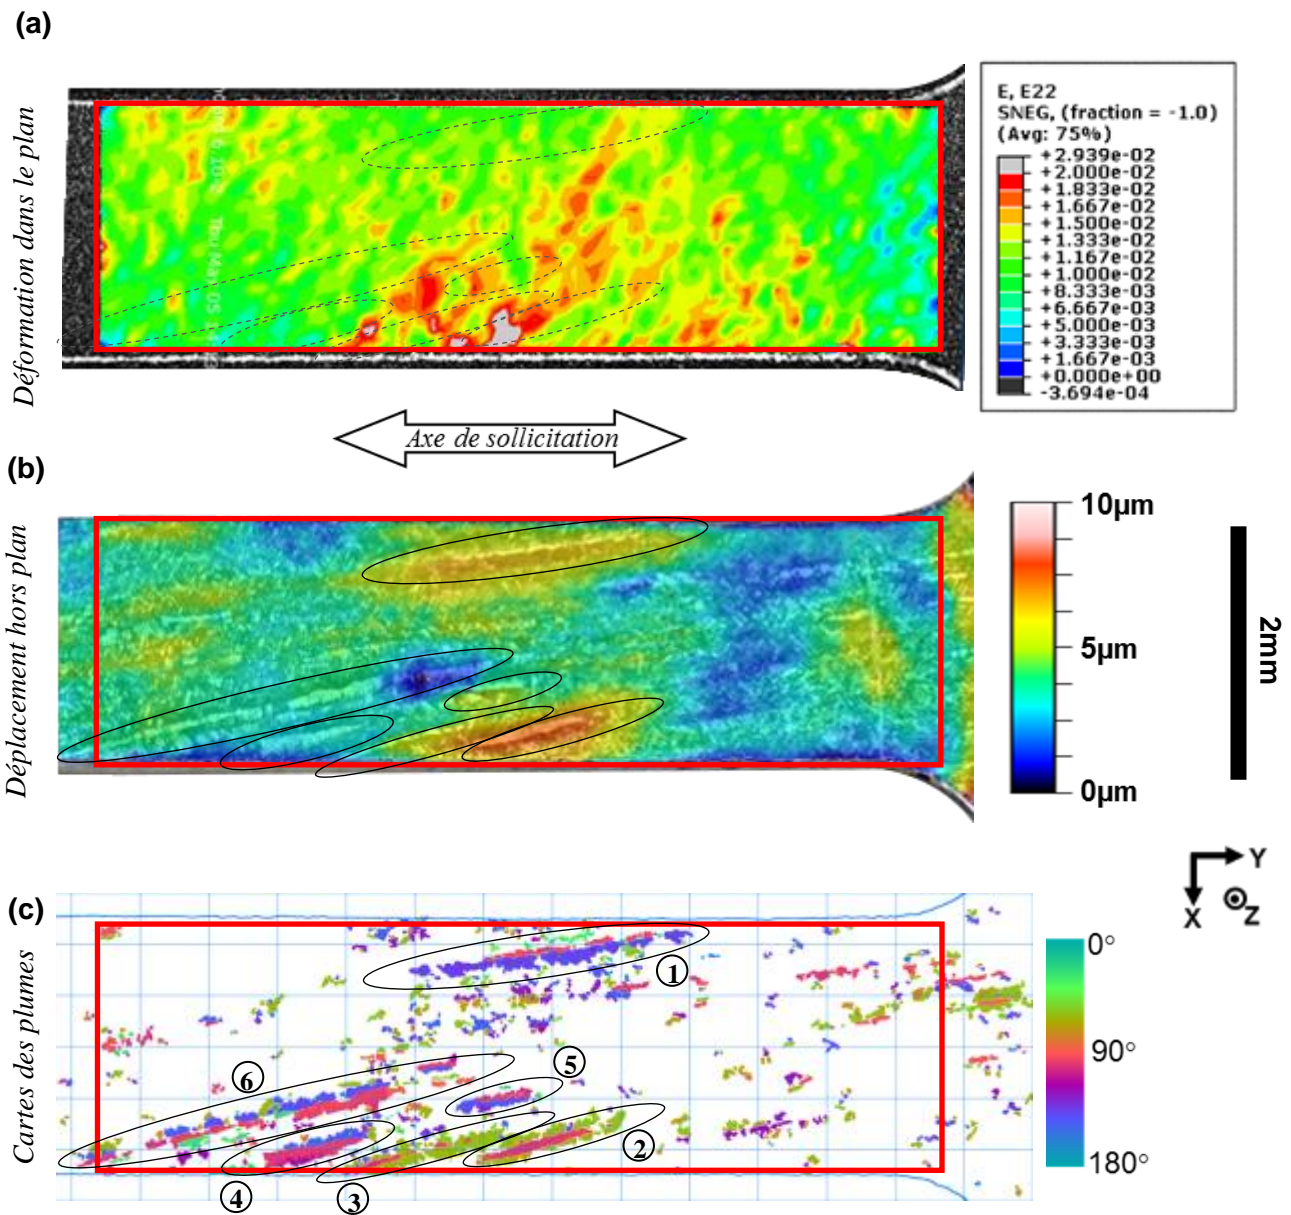 (a)
Déformation dans le plan
E, E22
SNEG, (fraction = -1.0)
(Avg: 75%)
+2.939e-02
+2.000e-02
+1.833e-02
+1.667e-02
+1.500e-02
+1.333e-02
+1.167e-02
+1.000e-02
+8.333e-03
+6.667e-03
+5.000e-03
+3.333e-03
+1.667e-03
+0.000e+00
-3.694e-04
Axe de sollicitation
(b)
Déplacement hors plan
10µm
5µm
0µm
2mm
Y
X
Z
(c)
Cartes des plumes
1
2
3
4
5
6
0°
90°
180°